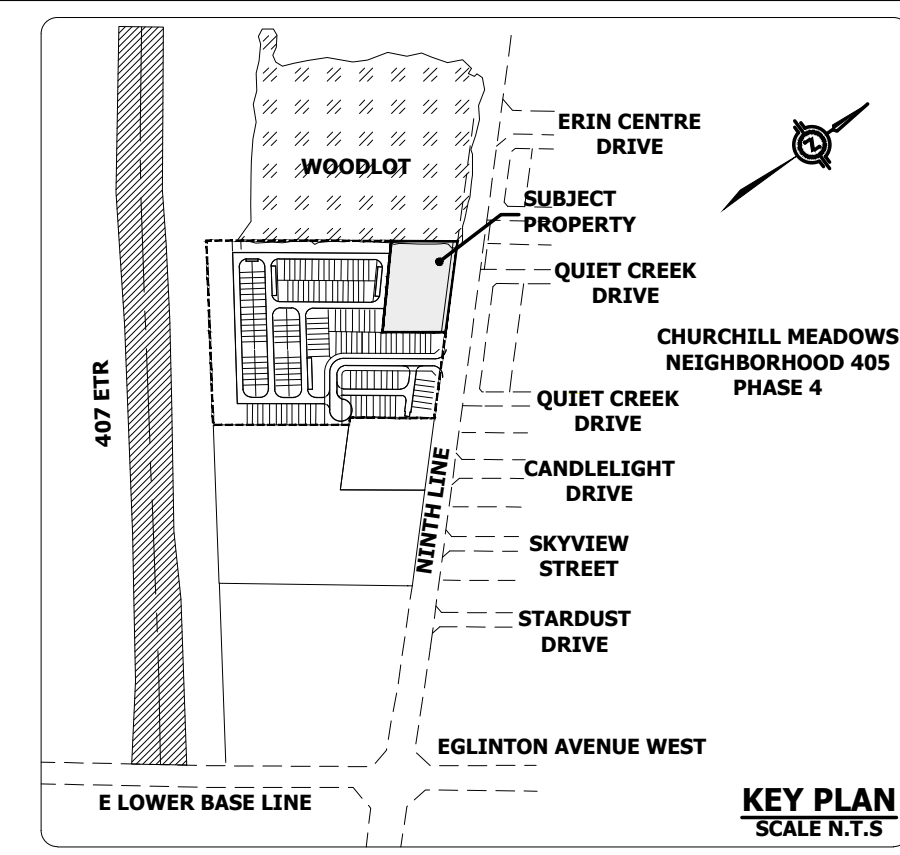 ERIN CENTRE
DRIVE
WOODLOT
SUBJECT
PROPERTY
N
QUIET CREEK
DRIVE
CHURCHILL MEADOWS
NEIGHBORHOOD 405
PHASE 4
407 ETR
QUIET CREEK
DRIVE
CANDLELIGHT
DRIVE
NINTH LINE
SKYVIEW
STREET
STARDUST
DRIVE
EGLINTON AVENUE WEST
E LOWER BASE LINE
KEY PLAN
SCALE N.T.S